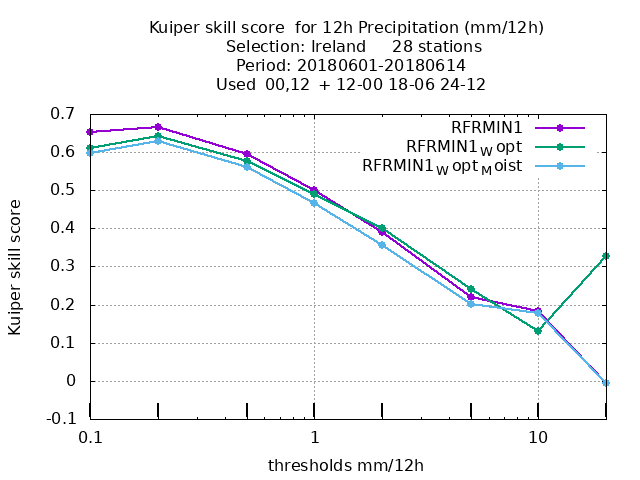 Kuiper skill score  for 12h Precipitation (mm/12h)
Selection: Ireland     28 stations
Period: 20180601-20180614
Used  00,12  + 12-00 18-06 24-12
RFRMIN1
RFRMIN1Wopt
RFRMIN1WoptMoist
Kuiper skill score
0.7
0.6
0.5
0.4
0.3
0.2
0.1
0
-0.1
0.1 1 10
thresholds mm/12h